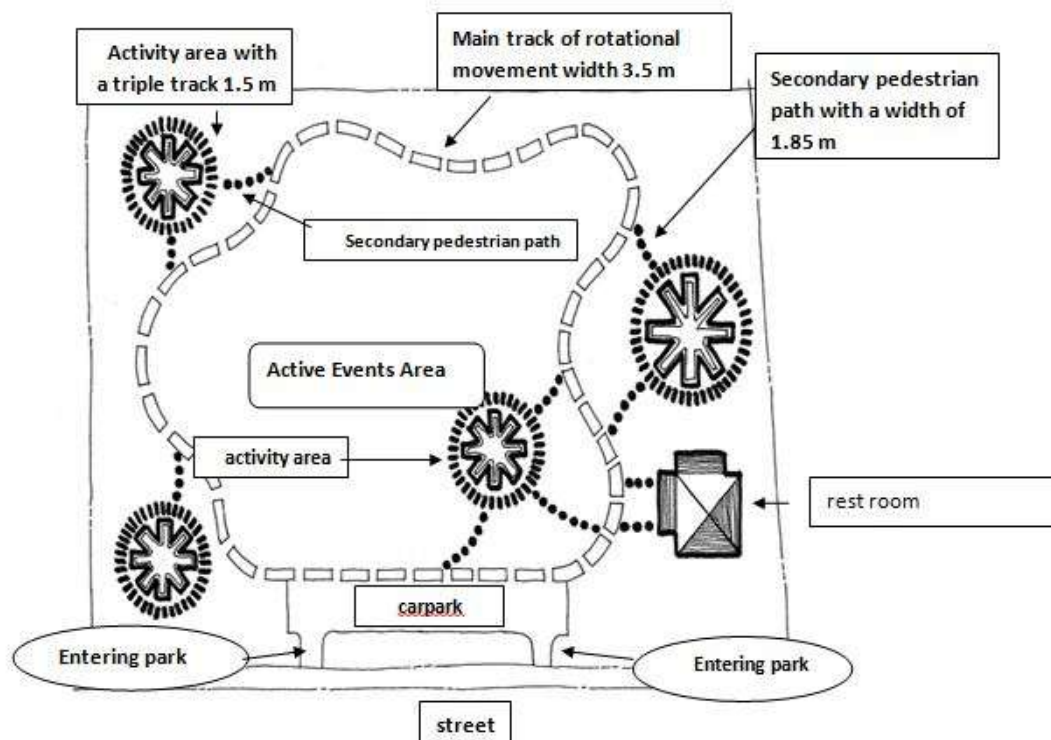 Activity area with
a triple track 1.5 m
Main track of rotational
movement width 3.5 m
Secondary pedestrian
path with a width of
1.85 m
Secondary pedestrian path
Active Events Area
activity area
rest room
carpark
Entering park
Entering park
street